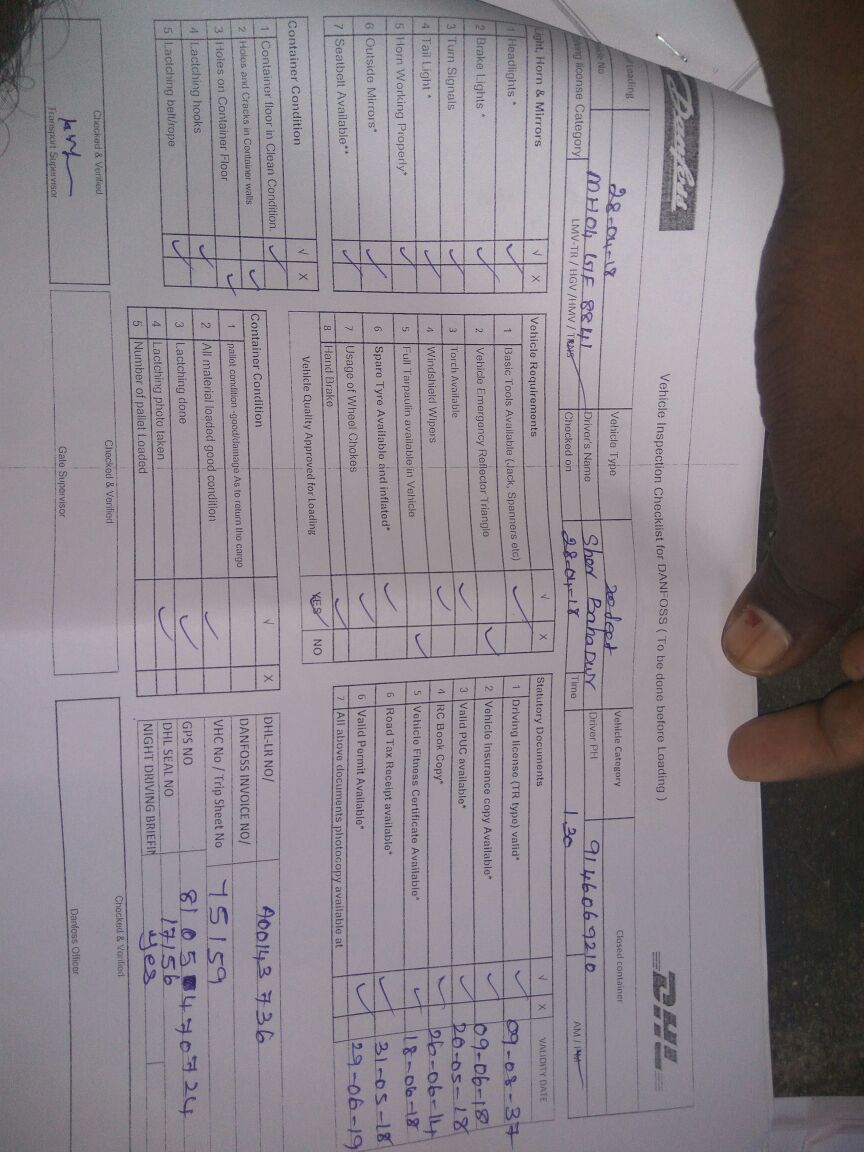 Danfoss
Vehicle Inspection Checklist for DANFOSS ( To be done before Loading )
DHL
Loading 28-04-18 Vehicle Type 20 feet Vehicle Category Closed container
No MH04 GF 8841 Driver's Name Sher Bahadur Driver PH 9146069210
ing license Category LMV-TR / HGV /HMV / TRNS Checked on 28-04-18 Time 1.30 AM / PM
ight, Horn & Mirrors √ X
1 Headlights * ✓
2 Brake Lights * ✓
3 Turn Signals ✓
4 Tail Light * ✓
5 Horn Working Properly* ✓
6 Outside Mirrors* ✓
7 Seatbelt Available** ✓
Vehicle Requirements √ X
1 Basic Tools Available (Jack, Spanners etc) ✓
2 Vehicle Emergency Reflector Triangle ✓
3 Torch Available ✓
4 Windshield Wipers ✓
5 Full Tarpaulin available in Vehicle ✓
6 Spare Tyre Available and inflated* ✓
7 Usage of Wheel Chokes ✓
8 Hand Brake ✓
Vehicle Quality Approved for Loading YES NO
Statutory Documents √ X VALIDITY DATE
1 Driving license (TR type) valid* ✓ 09-08-37
2 Vehicle Insurance copy Available* ✓ 09-06-18
3 Valid PUC available* ✓ 20-05-18
4 RC Book Copy* ✓ 26-06-14
5 Vehicle Fitness Certificate Available* ✓ 18-06-18
6 Road Tax Receipt available* ✓ 31-05-18
6 Valid Permit Available* ✓ 29-06-19
7 All above documents photocopy available at
Container Condition √ X
1 Container floor in Clean Condition. ✓
2 Holes and Cracks in Container walls ✓
3 Holes on Container Floor ✓
4 Lactching hooks ✓
5 Lactching belt/rope ✓
Container Condition √ X
1 pallet condition -good/damage As to return the cargo
2 All material loaded good condition ✓
3 Lactching done ✓
4 Lactching photo taken ✓
5 Number of pallet Loaded
DHL-LR NO/
DANFOSS INVOICE NO/ A00143 736
VHC No / Trip Sheet No 45159
GPS NO 8105 470724
DHL SEAL NO 17156
NIGHT DRIVING BRIEFIN yes
Checked & Verified
Transport Supervisor
Checked & Verified
Gate Supervisor
Checked & Verified
Danfoss Officer